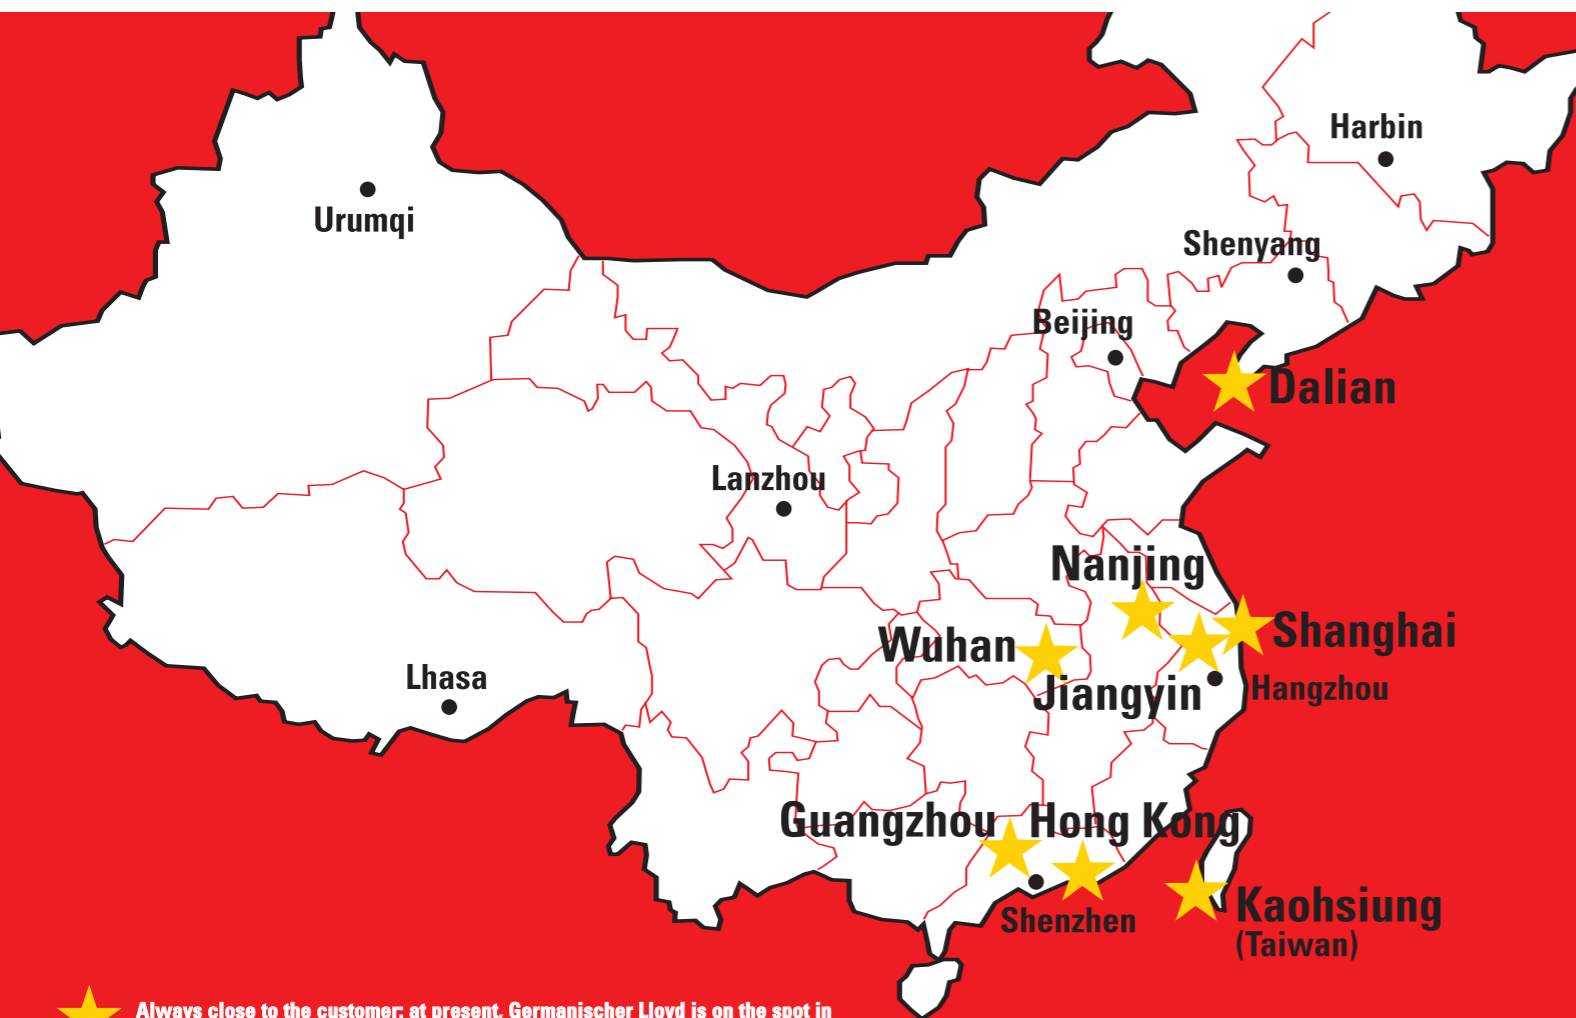 Harbin
Urumqi
Shenyang
Beijing
Dalian
Lanzhou
Nanjing
Shanghai
Wuhan
Lhasa
Jiangyin
Hangzhou
Guangzhou
Hong Kong
Kaohsiung
Shenzhen
(Taiwan)
Always close to the customer: at present, Germanischer Lloyd is on the spot in